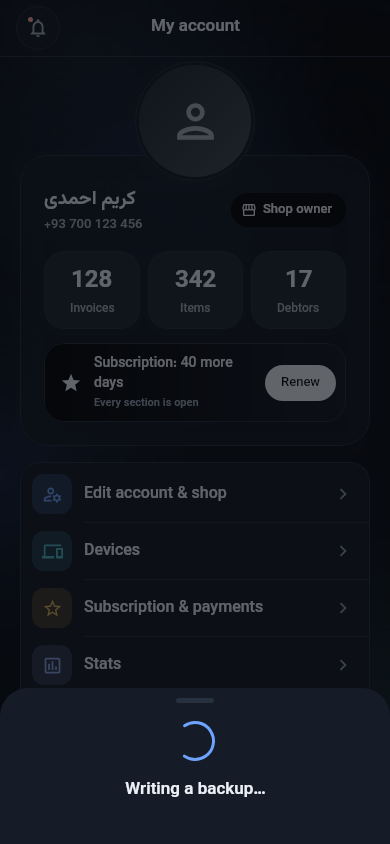 My account
کریم احمدی
+93 700 123 456
Shop owner
128
Invoices
342
Items
17
Debtors
Subscription: 40 more
days
Every section is open
Renew
Edit account & shop
Devices
Subscription & payments
Stats
Writing a backup...